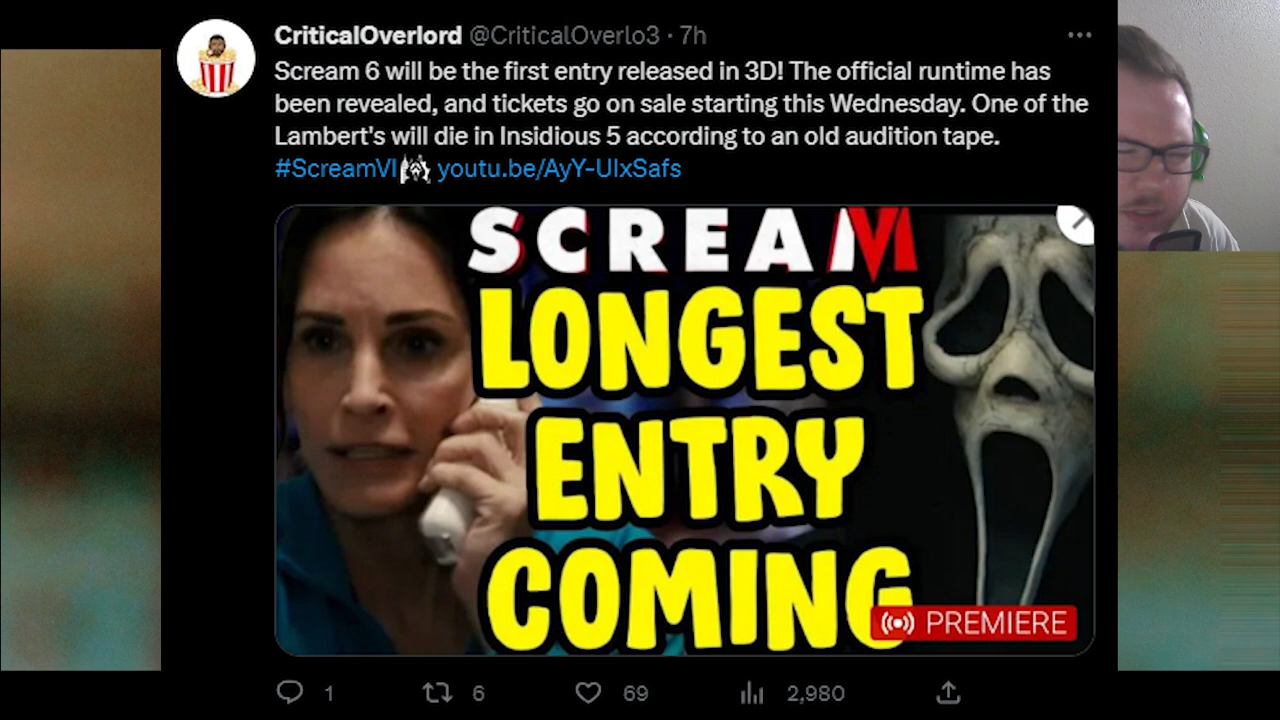 CriticalOverlord @CriticalOverlo3 · 7h
Scream 6 will be the first entry released in 3D! The official runtime has
been revealed, and tickets go on sale starting this Wednesday. One of the
Lambert's will die in Insidious 5 according to an old audition tape.
#ScreamVI youtu.be/AyY-UIxSafs
SCREAM
LONGEST
ENTRY
COMING
PREMIERE
1 6 69 2,980